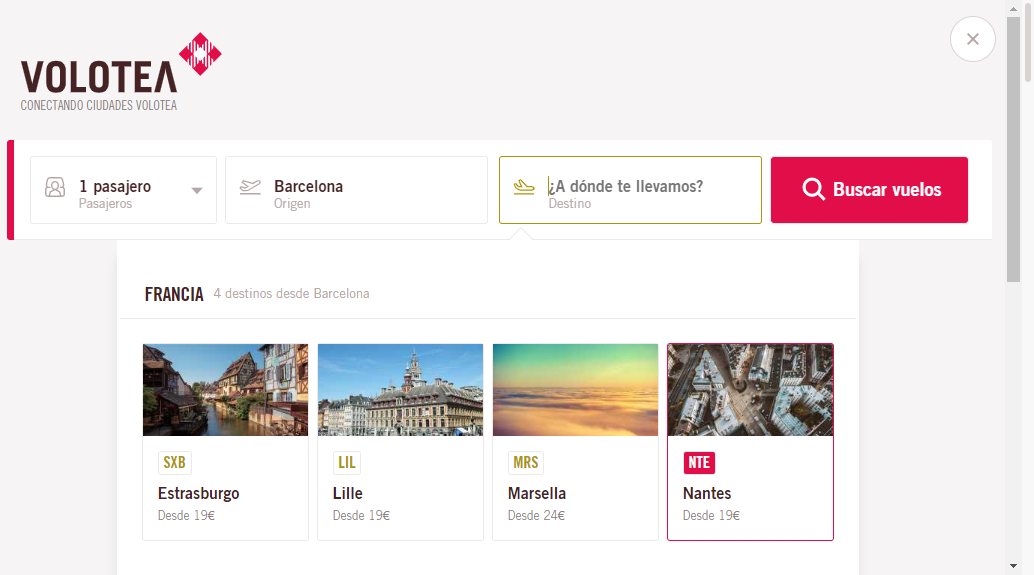 VOLOTEA
CONECTANDO CIUDADES VOLOTEA
1 pasajero
Pasajeros
Barcelona
Origen
¿A dónde te llevamos?
Destino
Buscar vuelos
FRANCIA 4 destinos desde Barcelona
SXB
Estrasburgo
Desde 19€
LIL
Lille
Desde 19€
MRS
Marsella
Desde 24€
NTE
Nantes
Desde 19€